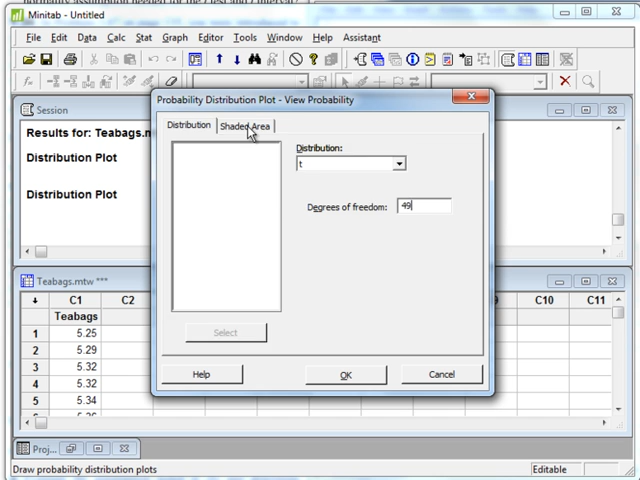 Minitab - Untitled
File Edit Data Calc Stat Graph Editor Tools Window Help Assistant
Session
Results for: Teabags.m
Distribution Plot
Distribution Plot
Probability Distribution Plot - View Probability
Distribution Shaded Area
Distribution:
t
Degrees of freedom: 49
Select
Help OK Cancel
Teabags.mtw ***
C1 C2 C10 C11
Teabags
1 5.25
2 5.29
3 5.32
4 5.32
5 5.34
Proj...
Draw probability distribution plots
Editable